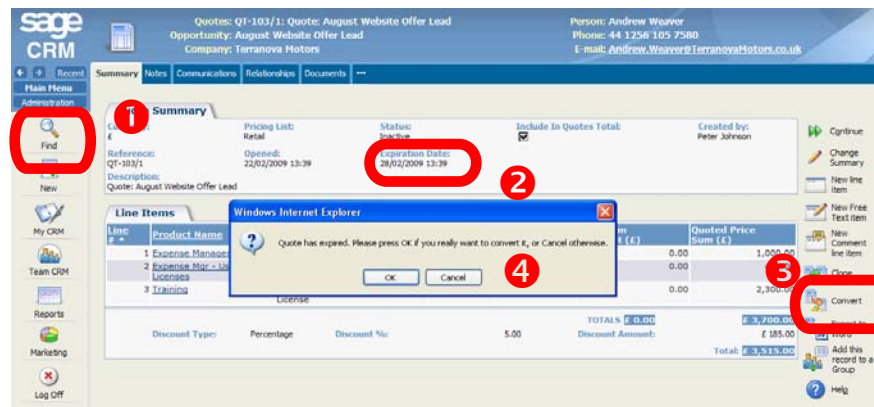 sage
CRM
Quotes: QT-103/1: Quote: August Website Offer Lead
Opportunity: August Website Offer Lead
Company: Terranova Motors
Person: Andrew Weaver
Phone: 44 1256 105 7580
E-mail: Andrew.Weaver@TerranovaMotors.co.uk
Recent
Main Menu
Administration
Find
New
My CRM
Team CRM
Reports
Marketing
Log Off
Summary Notes Communications Relationships Documents
1
Summary
£
Pricing List:
Retail
Status:
Inactive
Include In Quotes Total:
Created by:
Peter Johnson
Reference:
QT-103/1
Opened:
22/02/2009 13:39
Expiration Date:
28/02/2009 13:39
Description:
Quote: August Website Offer Lead
2
Line Items
Line
#
Product Name
Quoted Price
Sum (£)
1 Expense Manager 0.00 1,000.00
2 Expense Mgr - Us
Licenses
0.00
3 Training
License
0.00 2,300.00
Windows Internet Explorer
Quote has expired. Please press OK if you really want to convert it, or Cancel otherwise.
OK Cancel
4
TOTALS £ 0.00 £ 3,700.00
Discount Type: Percentage Discount %: 5.00 Discount Amount: £ 185.00
Total: £ 3,515.00
Continue
Change
Summary
New line
item
New Free
Text item
New
Comment
line item
3
Clone
Convert
Export to
Word
Add this
record to a
Group
Help